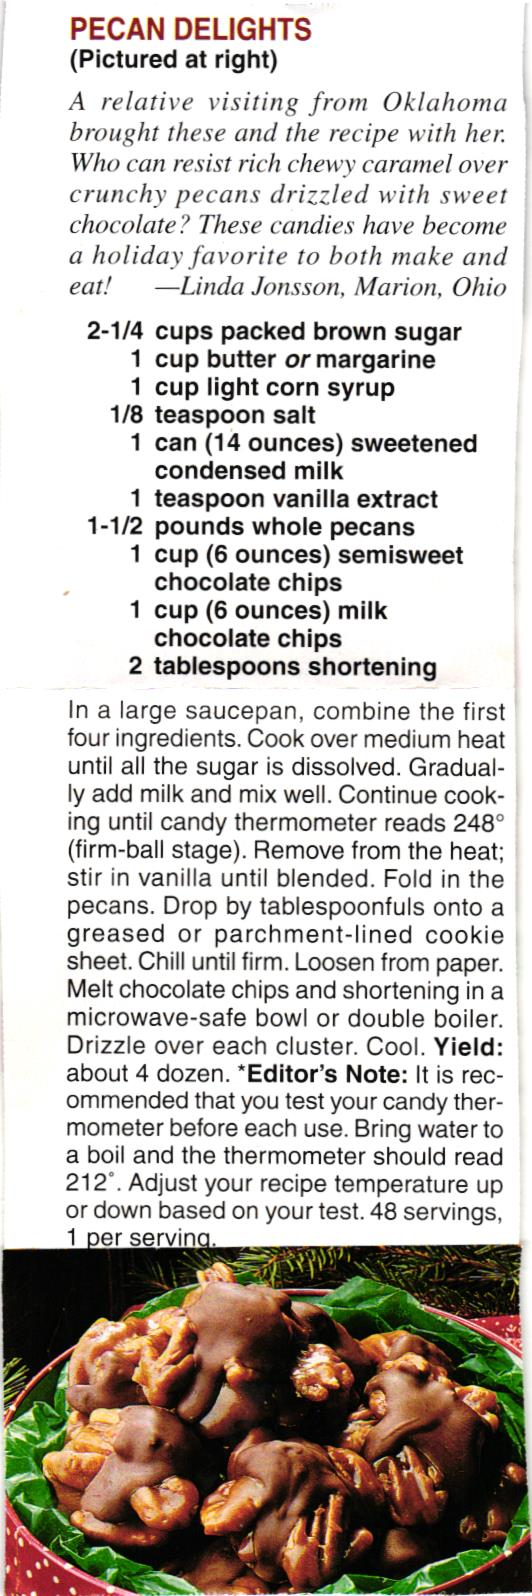 PECAN DELIGHTS
(Pictured at right)
A relative visiting from Oklahoma
brought these and the recipe with her.
Who can resist rich chewy caramel over
crunchy pecans drizzled with sweet
chocolate? These candies have become
a holiday favorite to both make and
eat! —Linda Jonsson, Marion, Ohio
2-1/4 cups packed brown sugar
1 cup butter or margarine
1 cup light corn syrup
1/8 teaspoon salt
1 can (14 ounces) sweetened
condensed milk
1 teaspoon vanilla extract
1-1/2 pounds whole pecans
1 cup (6 ounces) semisweet
chocolate chips
1 cup (6 ounces) milk
chocolate chips
2 tablespoons shortening
In a large saucepan, combine the first
four ingredients. Cook over medium heat
until all the sugar is dissolved. Gradual-
ly add milk and mix well. Continue cook-
ing until candy thermometer reads 248°
(firm-ball stage). Remove from the heat;
stir in vanilla until blended. Fold in the
pecans. Drop by tablespoonfuls onto a
greased or parchment-lined cookie
sheet. Chill until firm. Loosen from paper.
Melt chocolate chips and shortening in a
microwave-safe bowl or double boiler.
Drizzle over each cluster. Cool. Yield:
about 4 dozen. *Editor's Note: It is rec-
ommended that you test your candy ther-
mometer before each use. Bring water to
a boil and the thermometer should read
212°. Adjust your recipe temperature up
or down based on your test. 48 servings,
1 per serving.